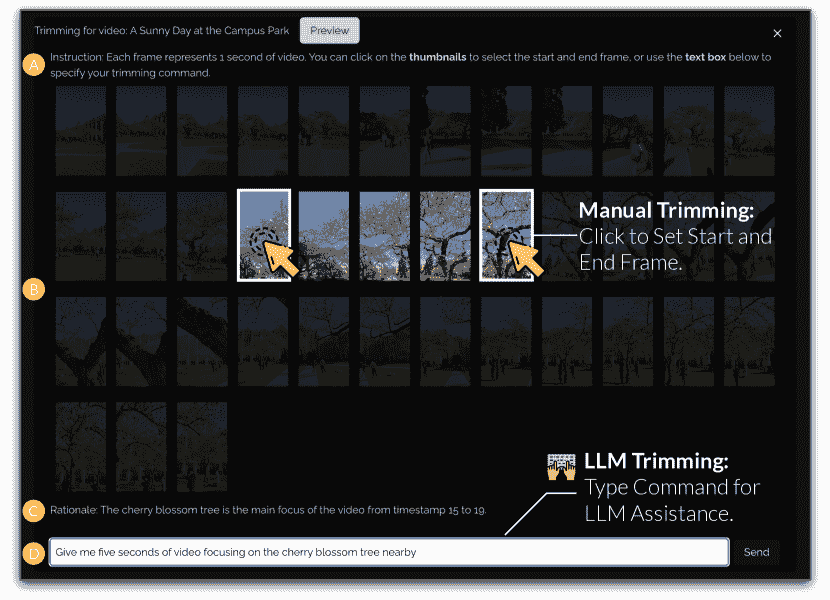 Trimming for video: A Sunny Day at the Campus Park Preview
A Instruction: Each frame represents 1 second of video. You can click on the thumbnails to select the start and end frame, or use the text box below to
specify your trimming command.
Manual Trimming:
Click to Set Start and
End Frame.
B
LLM Trimming:
Type Command for
LLM Assistance.
C Rationale: The cherry blossom tree is the main focus of the video from timestamp 15 to 19.
D Give me five seconds of video focusing on the cherry blossom tree nearby Send